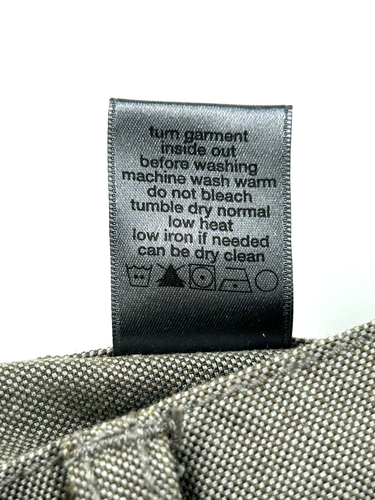 turn garment
inside out
before washing
machine wash warm
do not bleach
tumble dry normal
low heat
low iron if needed
can be dry clean